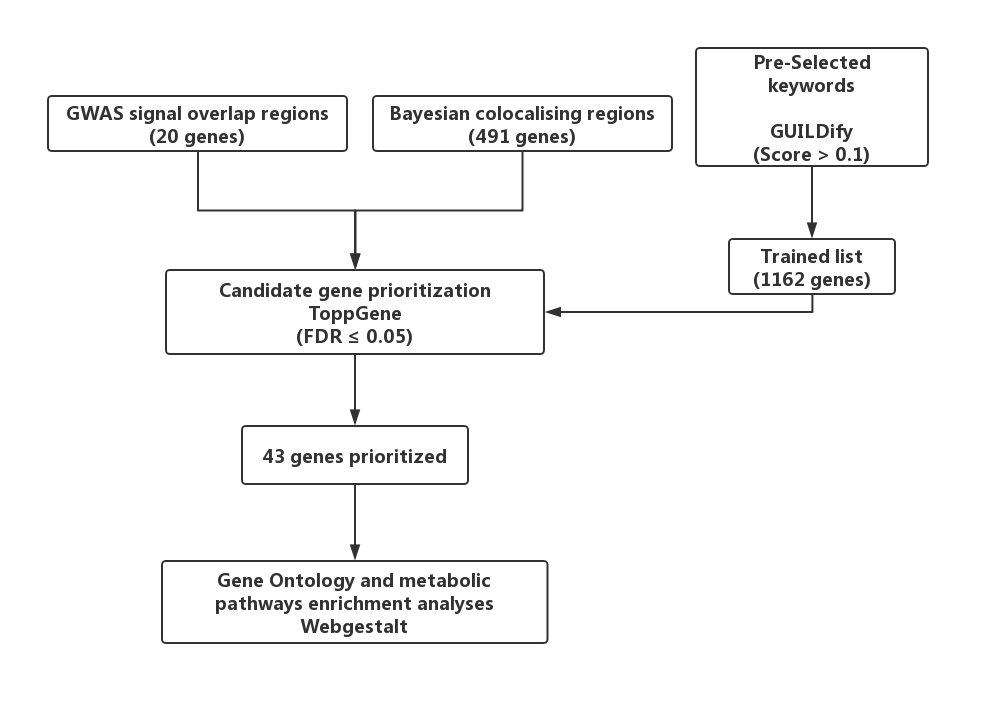 GWAS signal overlap regions
(20 genes)
Bayesian colocalising regions
(491 genes)
Pre-Selected
keywords
GUILDify
(Score > 0.1)
Trained list
(1162 genes)
Candidate gene prioritization
ToppGene
(FDR ≤ 0.05)
43 genes prioritized
Gene Ontology and metabolic
pathways enrichment analyses
Webgestalt